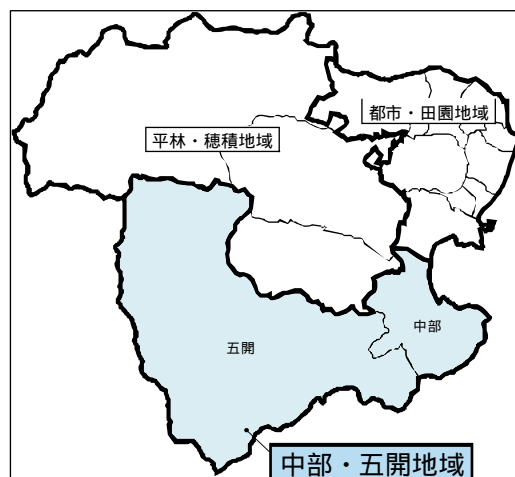 都市・田園地域
平林・穂積地域
中部
五開
中部・五開地域